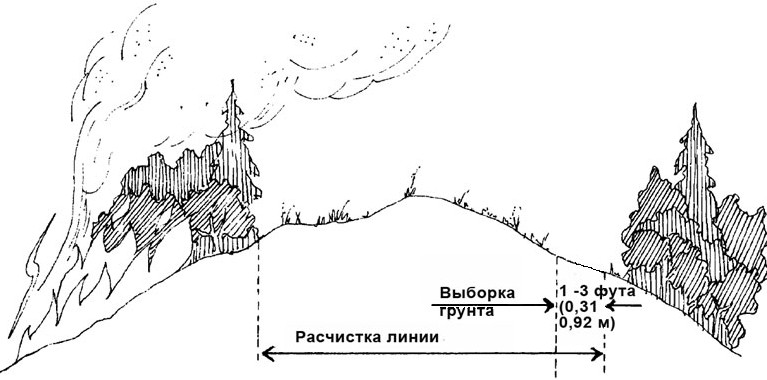 Выборка
грунта
1 -3 фута
(0,31
0,92 м)
Расчистка линии